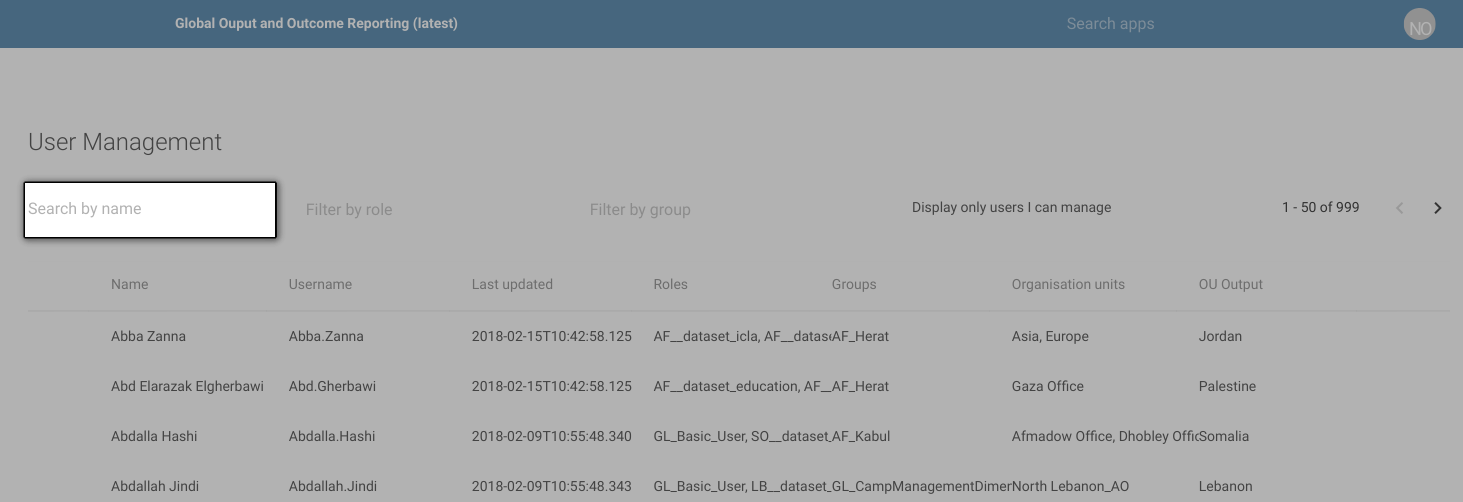 Global Ouput and Outcome Reporting (latest) Search apps NO
User Management
Search by name Filter by role Filter by group Display only users I can manage 1 - 50 of 999
Name Username Last updated Roles Groups Organisation units OU Output
Abba Zanna Abba.Zanna 2018-02-15T10:42:58.125 AF__dataset_icla, AF__datas AF_Herat Asia, Europe Jordan
Abd Elarazak Elgherbawi Abd.Gherbawi 2018-02-15T10:42:58.125 AF__dataset_education, AF__ AF_Herat Gaza Office Palestine
Abdalla Hashi Abdalla.Hashi 2018-02-09T10:55:48.340 GL_Basic_User, SO__dataset_ AF_Kabul Afmadow Office, Dhobley Offic Somalia
Abdallah Jindi Abdallah.Jindi 2018-02-09T10:55:48.343 GL_Basic_User, LB__dataset_ GL_CampManagementDimen North Lebanon_AO Lebanon